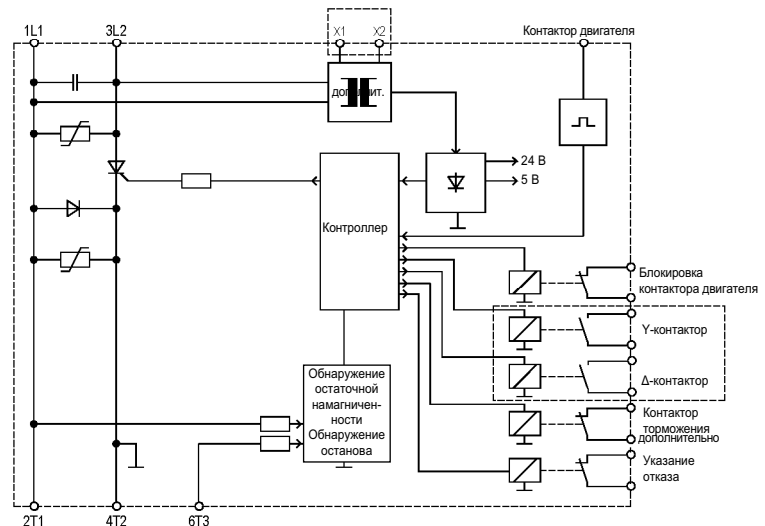 1L1
3L2
X1
X2
Контактор двигателя
дополнит.
24 В
5 В
Контроллер
Блокировка
контактора двигателя
Y-контактор
Δ-контактор
Обнаружение
остаточной
намагничен-
ности
Обнаружение
останова
Контактор
торможения
дополнительно
Указание
отказа
2T1
4T2
6T3